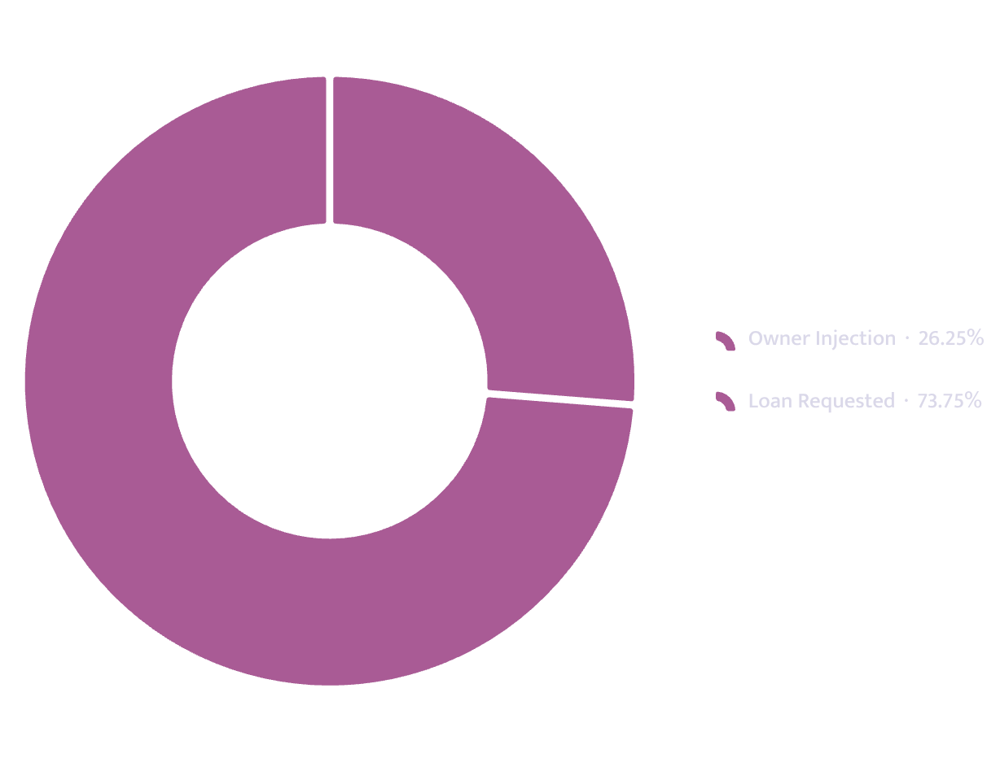 Owner Injection · 26.25%
Loan Requested · 73.75%